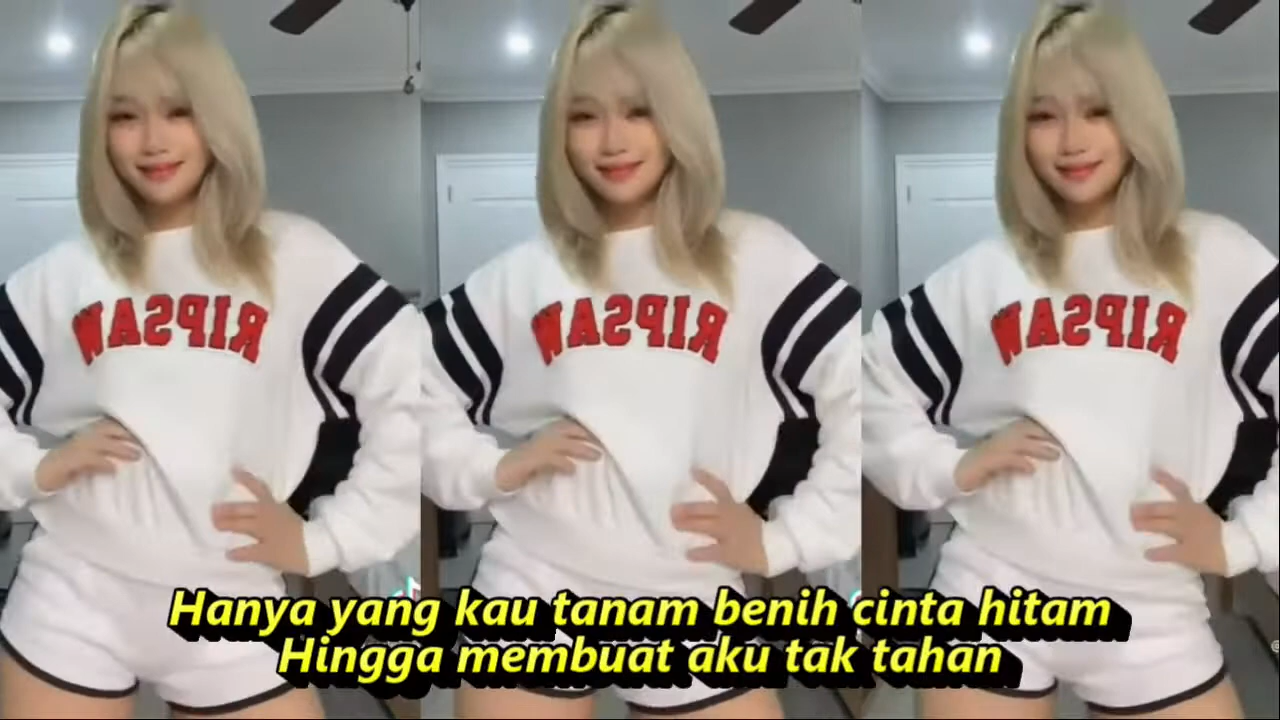 RIPSAW RIPSAW RIPSAW
Hanya yang kau tanam benih cinta hitam
Hingga membuat aku tak tahan